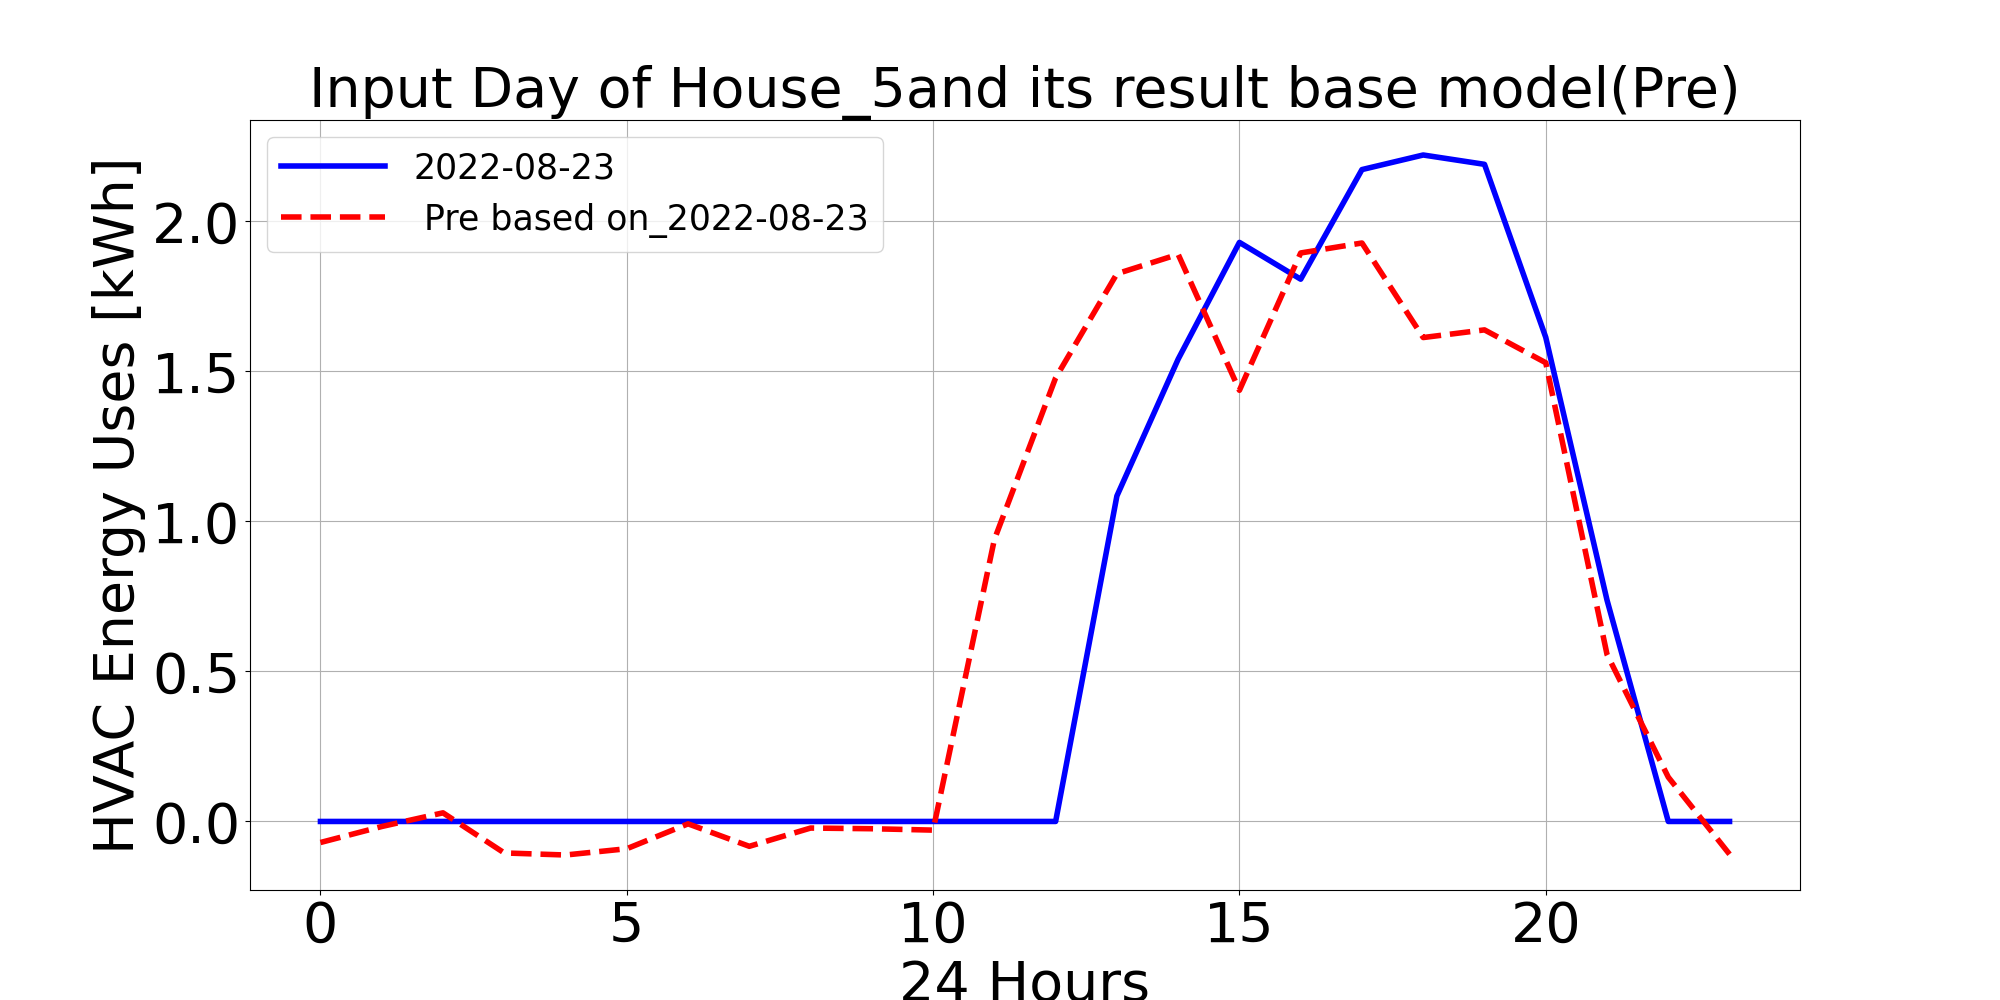 Input Day of House_5and its result base model(Pre)
2022-08-23
Pre based on_2022-08-23
HVAC Energy Uses [kWh]
2.0
1.5
1.0
0.5
0.0
0 5 10 15 20
24 Hours